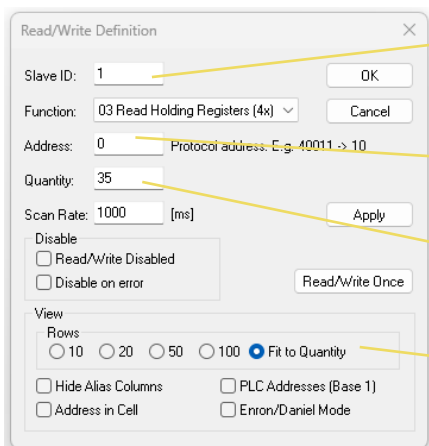 Read/Write Definition
Slave ID: 1 OK
Function: 03 Read Holding Registers (4x) Cancel
Address: 0 Protocol address. E.g. 40011 -> 10
Quantity: 35
Scan Rate: 1000 [ms] Apply
Disable
Read/Write Disabled
Disable on error Read/Write Once
View
Rows
10 20 50 100 Fit to Quantity
Hide Alias Columns PLC Addresses (Base 1)
Address in Cell Enron/Daniel Mode